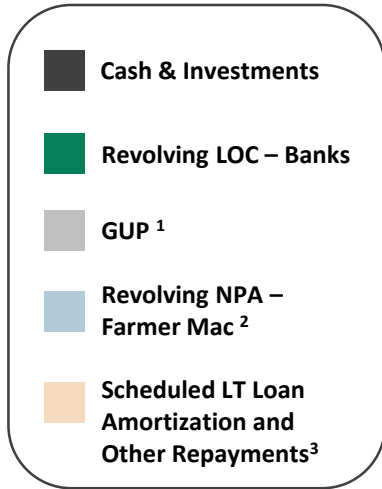 Cash & Investments
Revolving LOC – Banks
GUP ¹
Revolving NPA –
Farmer Mac ²
Scheduled LT Loan
Amortization and
Other Repayments³